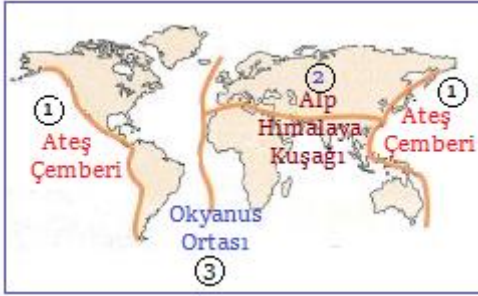 1
Ateş
Çemberi
2
Alp
Himalaya
Kuşağı
1
Ateş
Çemberi
Okyanus
Ortası
3